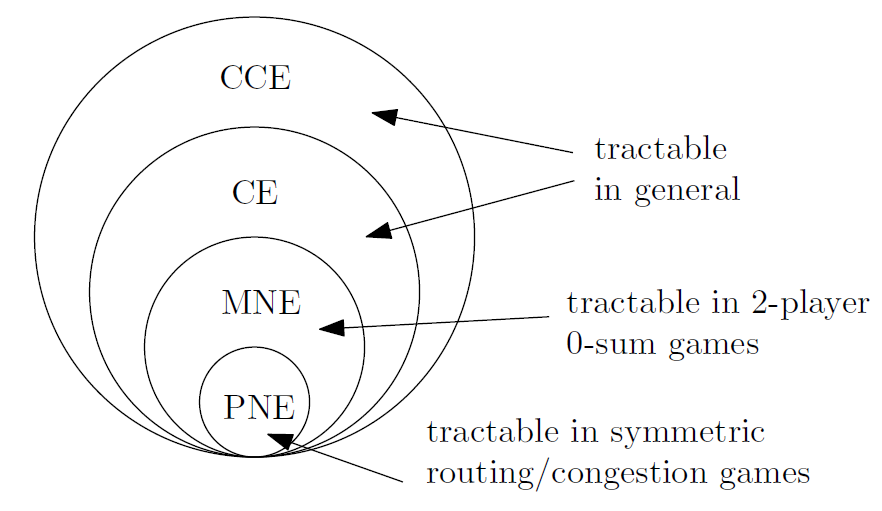 CCE
tractable
in general
CE
MNE
tractable in 2-player
0-sum games
PNE
tractable in symmetric
routing/congestion games